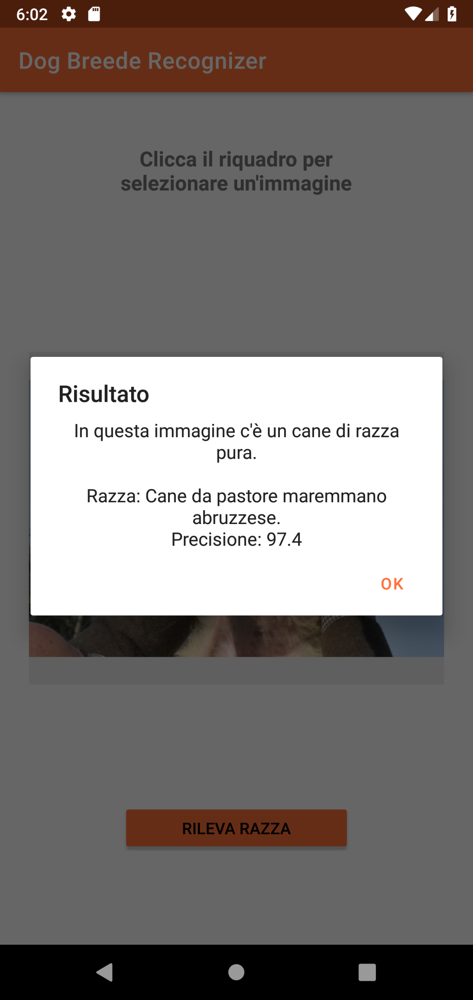 6:02
Dog Breede Recognizer
Clicca il riquadro per
selezionare un'immagine
Risultato
In questa immagine c'è un cane di razza
pura.
Razza: Cane da pastore maremmano
abruzzese.
Precisione: 97.4
OK
RILEVA RAZZA